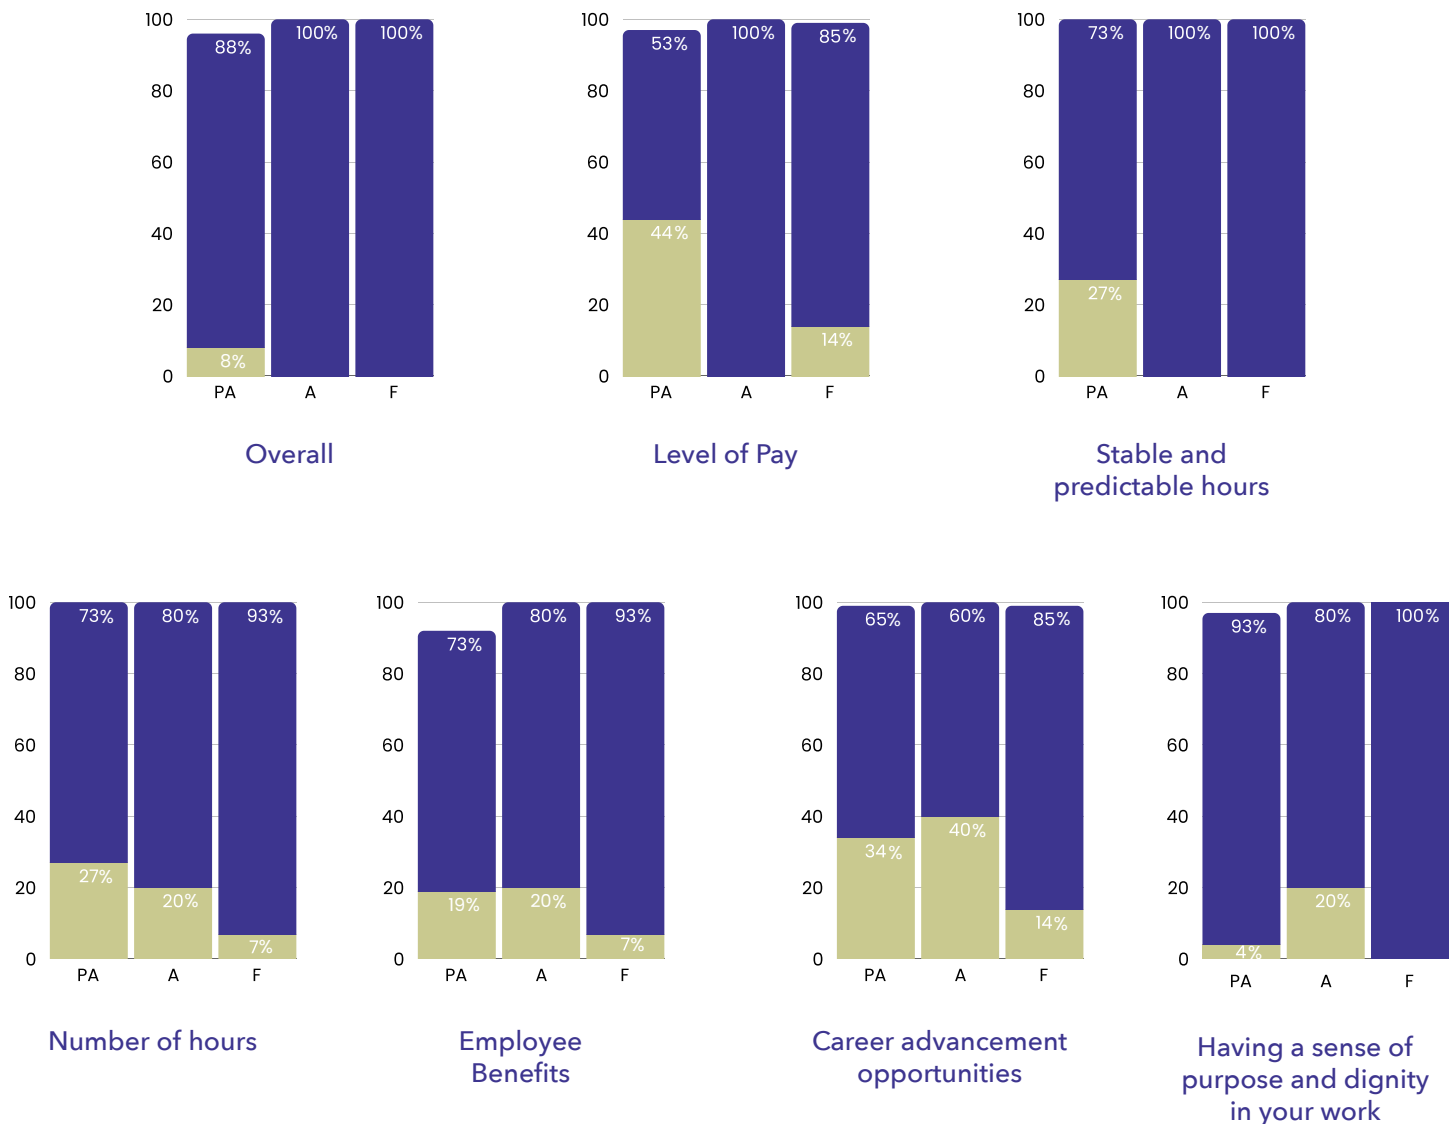 100
80
60
40
20
0
88%
100%
100%
8%
PA
A
F
Overall
100
80
60
40
20
0
53%
100%
85%
44%
14%
PA
A
F
Level of Pay
100
80
60
40
20
0
73%
100%
100%
27%
PA
A
F
Stable and
predictable hours
100
80
60
40
20
0
73%
80%
93%
27%
20%
7%
PA
A
F
Number of hours
100
80
60
40
20
0
73%
80%
93%
19%
20%
7%
PA
A
F
Employee
Benefits
100
80
60
40
20
0
65%
60%
85%
34%
40%
14%
PA
A
F
Career advancement
opportunities
100
80
60
40
20
0
93%
80%
100%
4%
20%
PA
A
F
Having a sense of
purpose and dignity
in your work